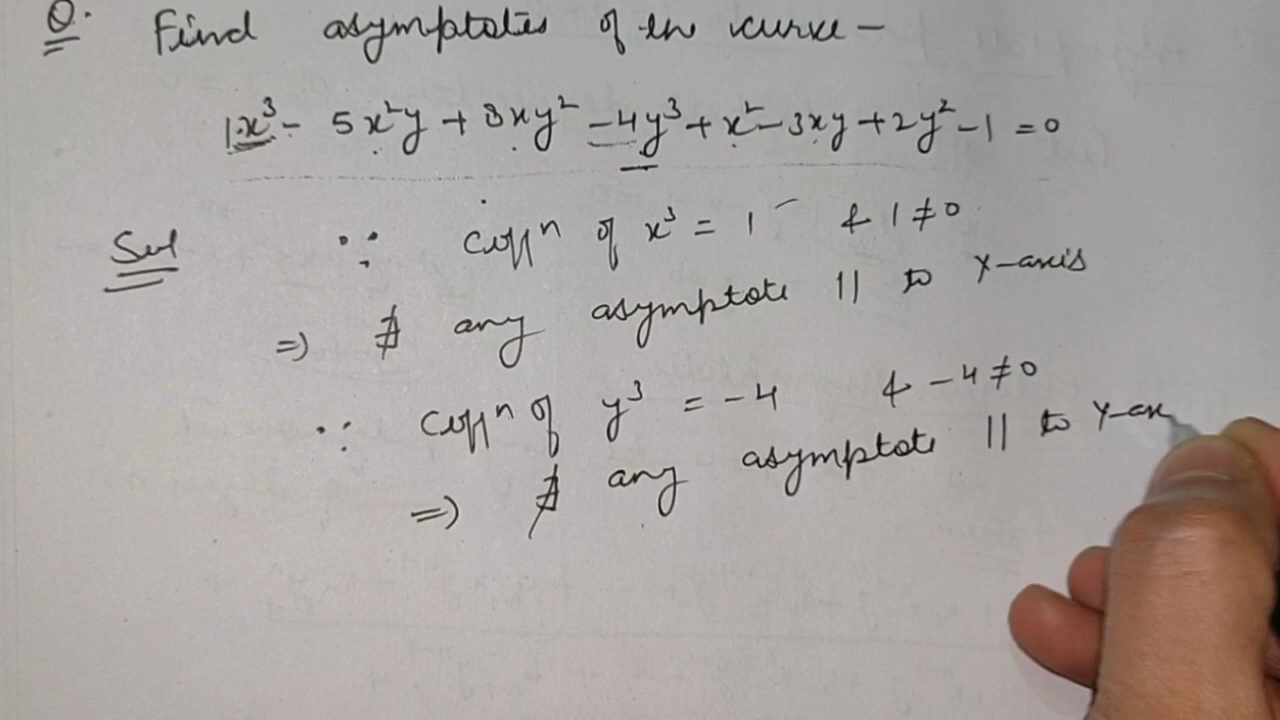 Q. Find asymptotes of the curve –
1x³ - 5x²y + 8xy² - 4y³ + x² - 3xy + 2y² - 1 = 0
Sol ∵ coffⁿ of x³ = 1 & 1 ≠ 0
⇒ ∄ any asymptote || to X-axis
∵ coffⁿ of y³ = -4 & -4 ≠ 0
⇒ ∄ any asymptote || to Y-ax